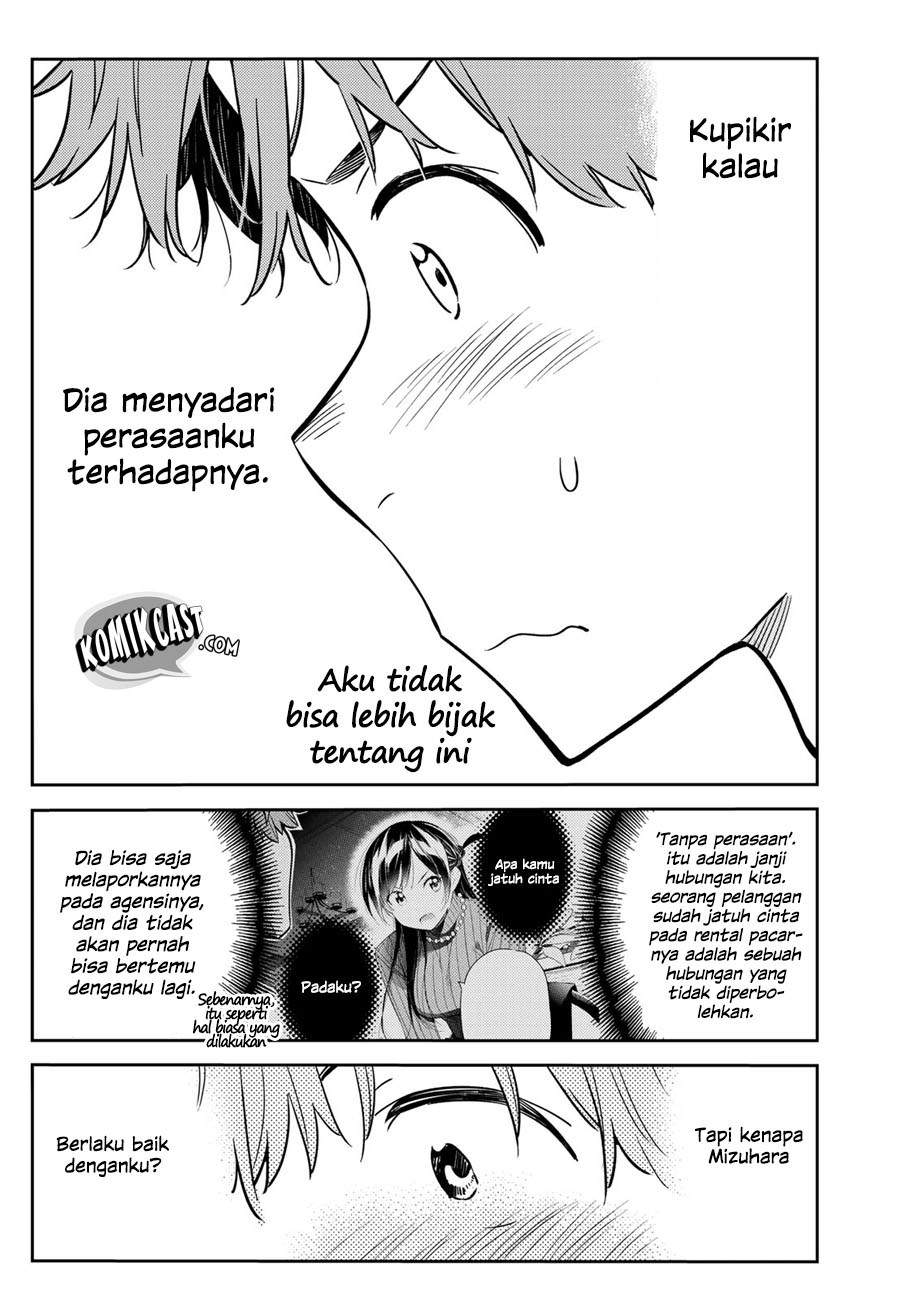 Kupikir
kalau
Dia menyadari
perasaanku
terhadapnya.
KOMIKCAST
.COM
Aku tidak
bisa lebih bijak
tentang ini
'Tanpa perasaan'.
itu adalah janji
hubungan kita.
seorang pelanggan
sudah jatuh cinta
pada rental pacar-
nya adalah sebuah
hubungan yang
tidak diperbo-
lehkan.
Apa kamu
jatuh cinta
Padaku?
Dia bisa saja
melaporkannya
pada agensinya,
dan dia tidak
akan pernah
bisa bertemu
denganku lagi.
Sebenarnya,
itu seperti
hal biasa yang
dilakukan
Tapi kenapa
Mizuhara
Berlaku baik
denganku?